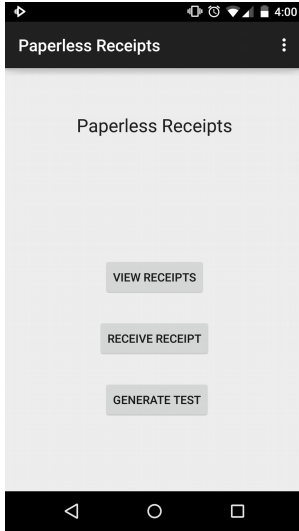 4:00
Paperless Receipts
Paperless Receipts
VIEW RECEIPTS
RECEIVE RECEIPT
GENERATE TEST